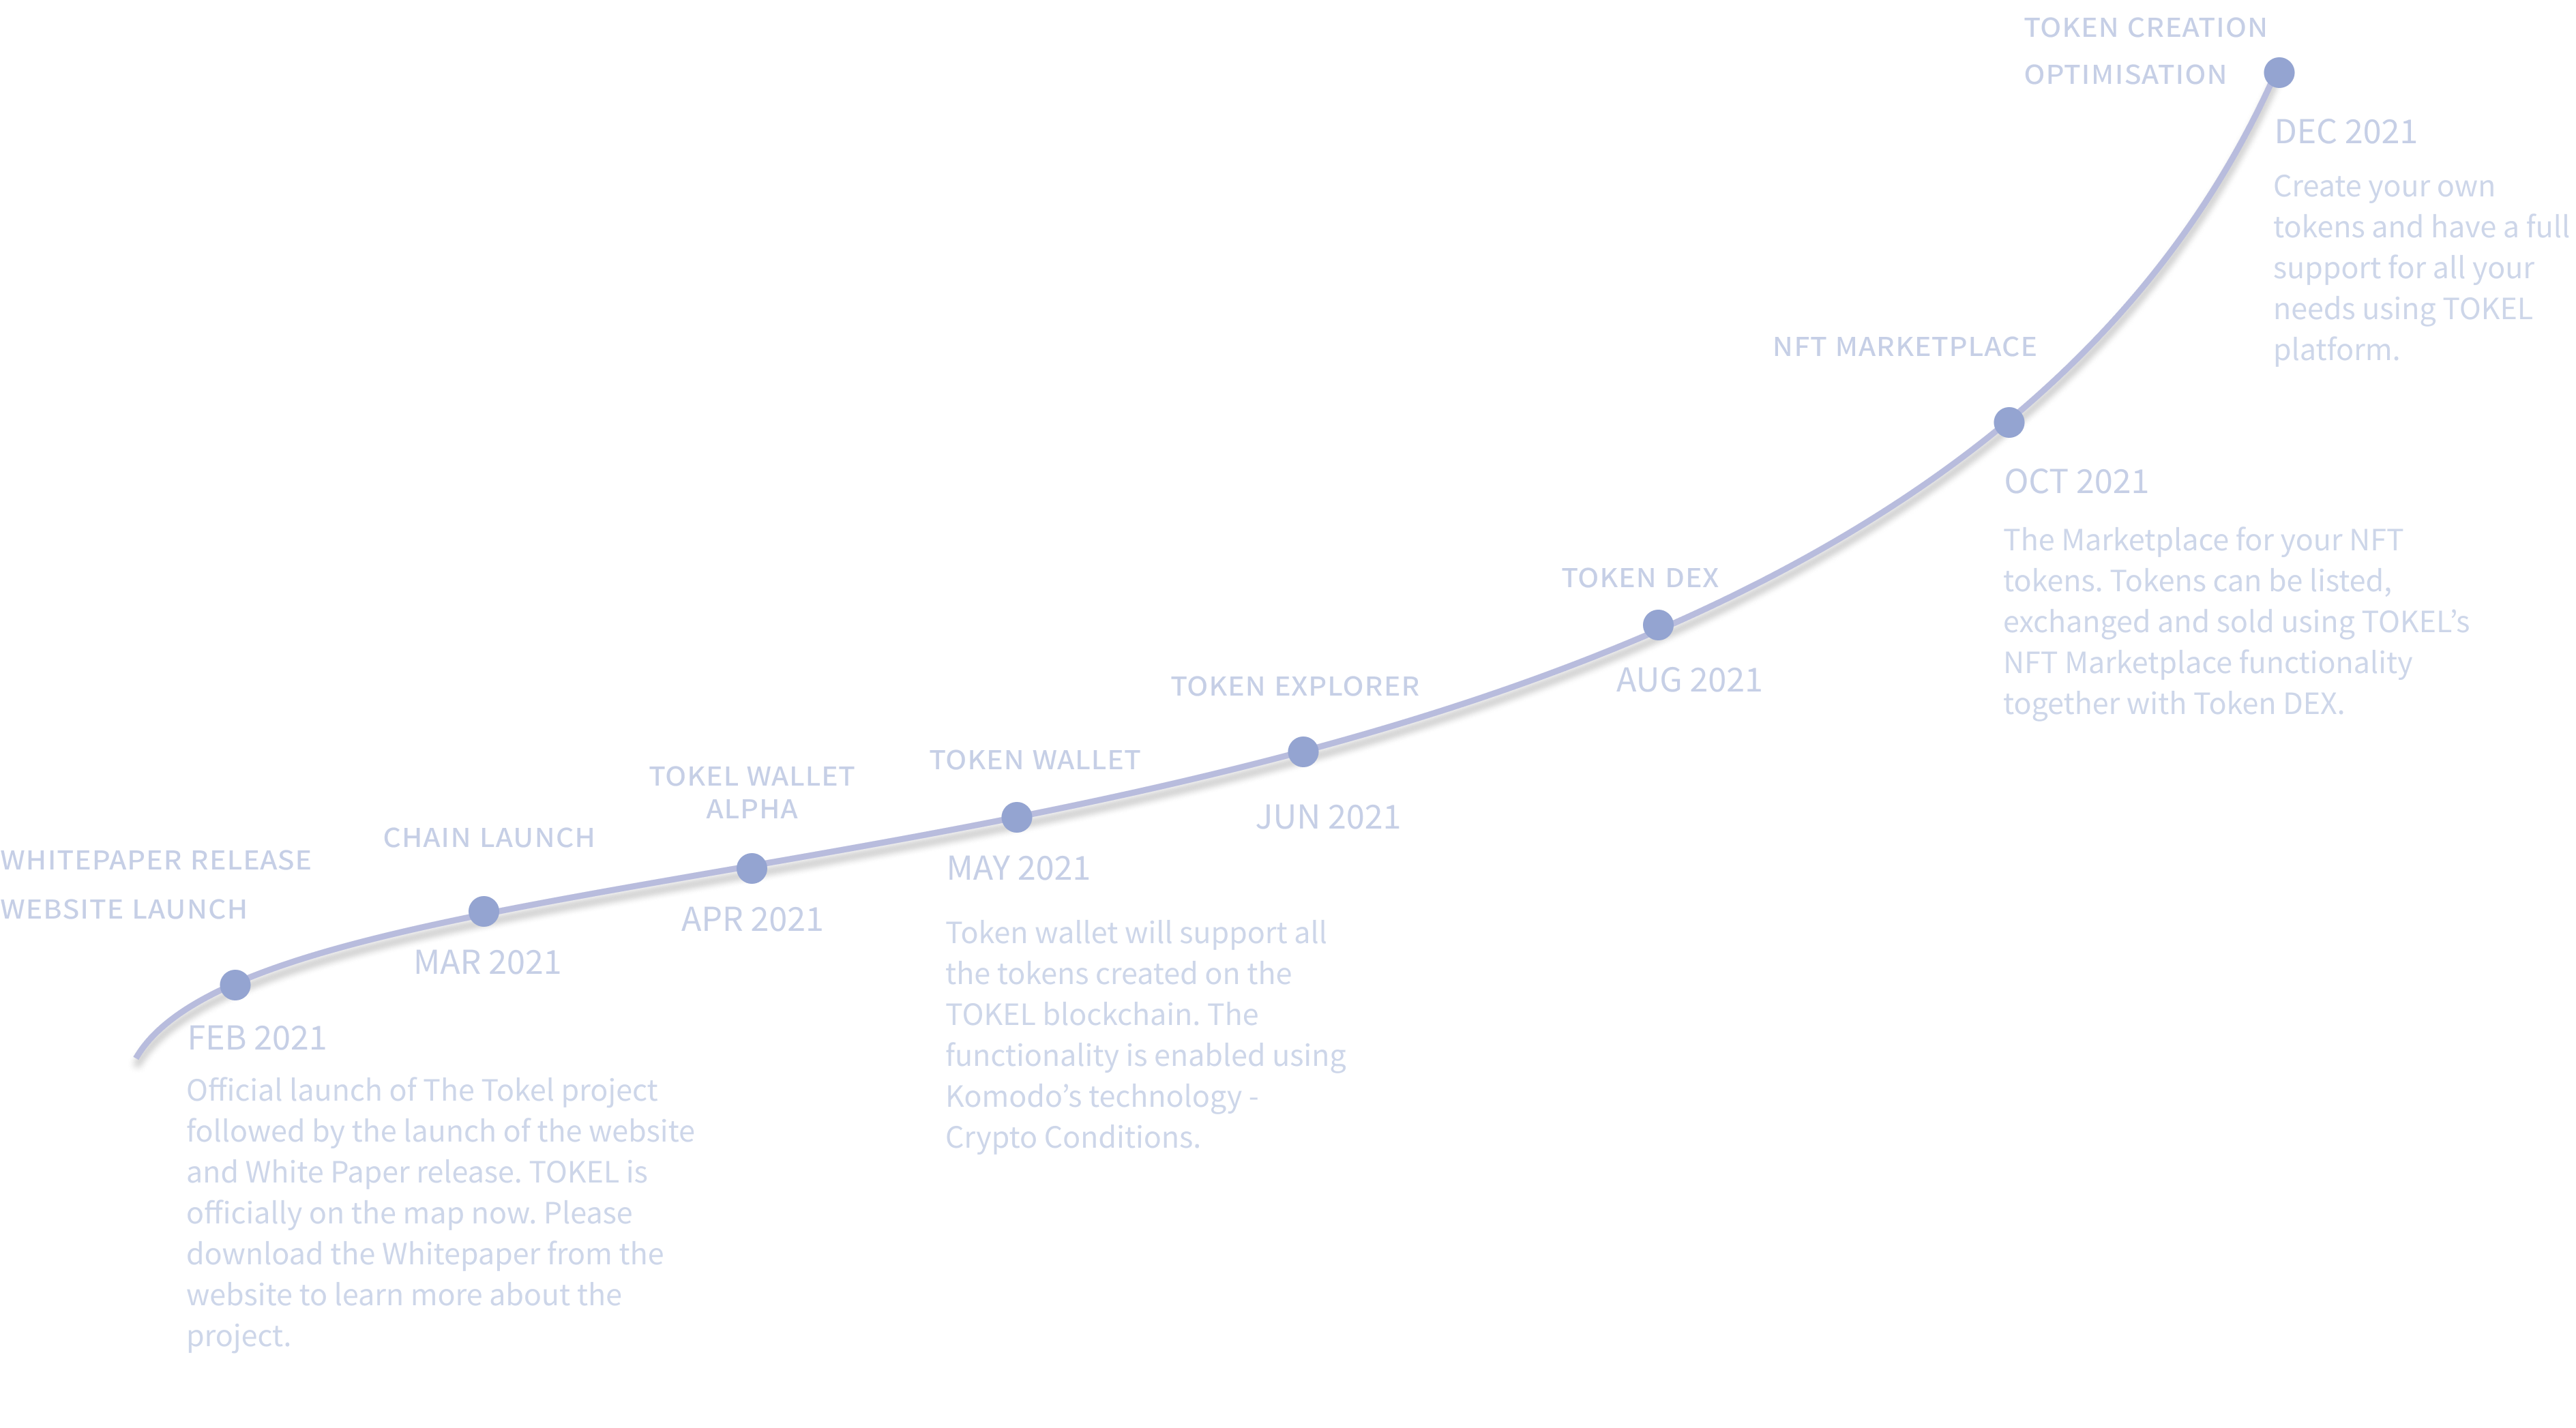 WHITEPAPER RELEASE
WEBSITE LAUNCH
FEB 2021
Official launch of The Tokel project
followed by the launch of the website
and White Paper release. TOKEL is
officially on the map now. Please
download the Whitepaper from the
website to learn more about the
project.
CHAIN LAUNCH
MAR 2021
TOKEL WALLET
ALPHA
APR 2021
TOKEN WALLET
MAY 2021
Token wallet will support all
the tokens created on the
TOKEL blockchain. The
functionality is enabled using
Komodo’s technology -
Crypto Conditions.
TOKEN EXPLORER
JUN 2021
TOKEN DEX
AUG 2021
NFT MARKETPLACE
OCT 2021
The Marketplace for your NFT
tokens. Tokens can be listed,
exchanged and sold using TOKEL’s
NFT Marketplace functionality
together with Token DEX.
TOKEN CREATION
OPTIMISATION
DEC 2021
Create your own
tokens and have a full
support for all your
needs using TOKEL
platform.